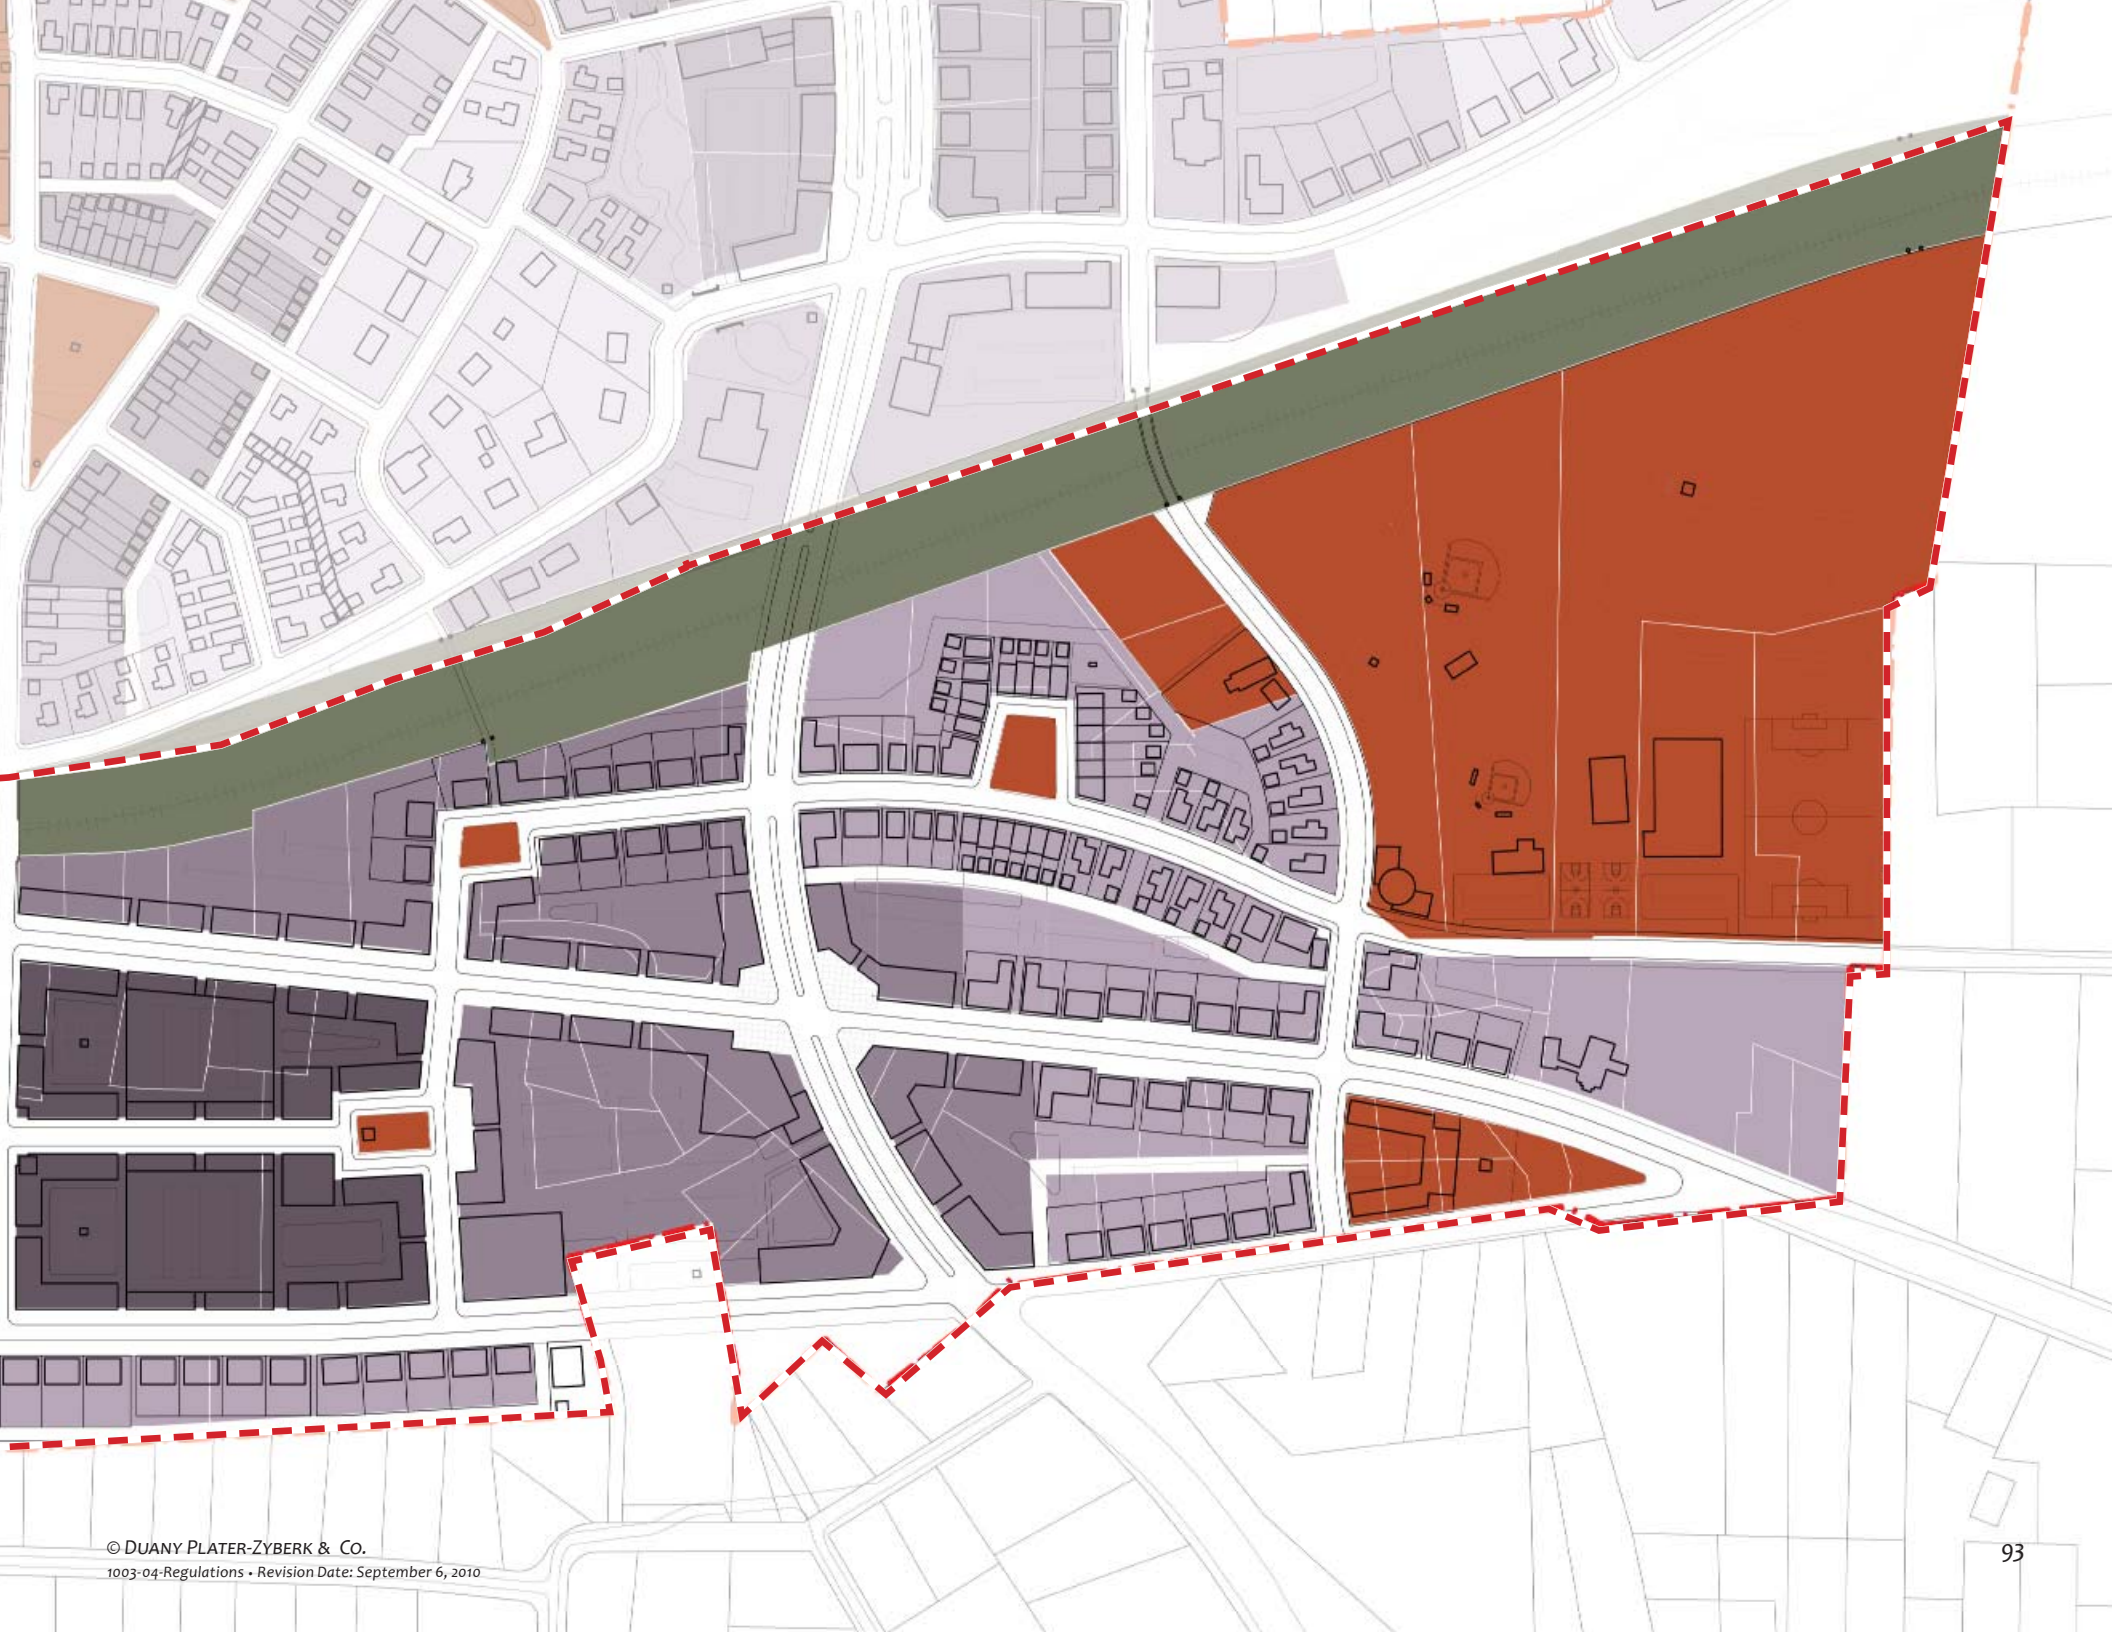 © Duany Plater-Zyberk & Co.
1003-04-Regulations • Revision Date: September 6, 2010
93